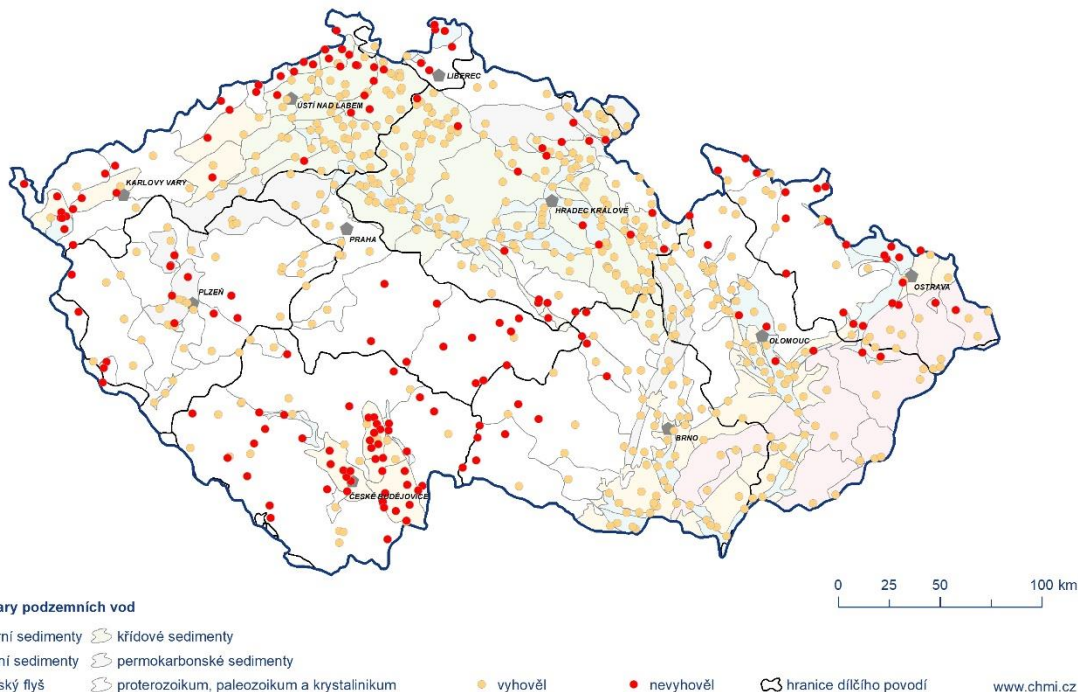 LIBEREC
ÚSTÍ NAD LABEM
KARLOVY VARY
HRADEC KRÁLOVÉ
PRAHA
OSTRAVA
PLZEŇ
OLOMOUC
BRNO
ČESKÉ BUDĚJOVICE
0 25 50 100 km
ary podzemních vod
rní sedimenty křídové sedimenty
ní sedimenty permokarbonské sedimenty
ský flyš proterozoikum, paleozoikum a krystalinikum vyhověl nevyhověl hranice dílčího povodí www.chmi.cz